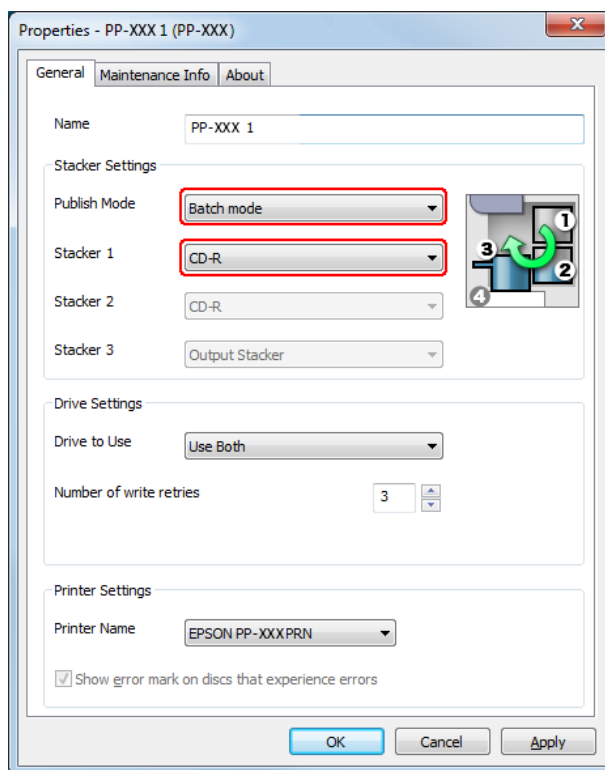 Properties - PP-XXX 1 (PP-XXX)
General Maintenance Info About
Name PP-XXX 1
Stacker Settings
Publish Mode Batch mode
Stacker 1 CD-R
Stacker 2 CD-R
Stacker 3 Output Stacker
1
3
2
4
Drive Settings
Drive to Use Use Both
Number of write retries 3
Printer Settings
Printer Name EPSON PP-XXXPRN
Show error mark on discs that experience errors
OK Cancel Apply